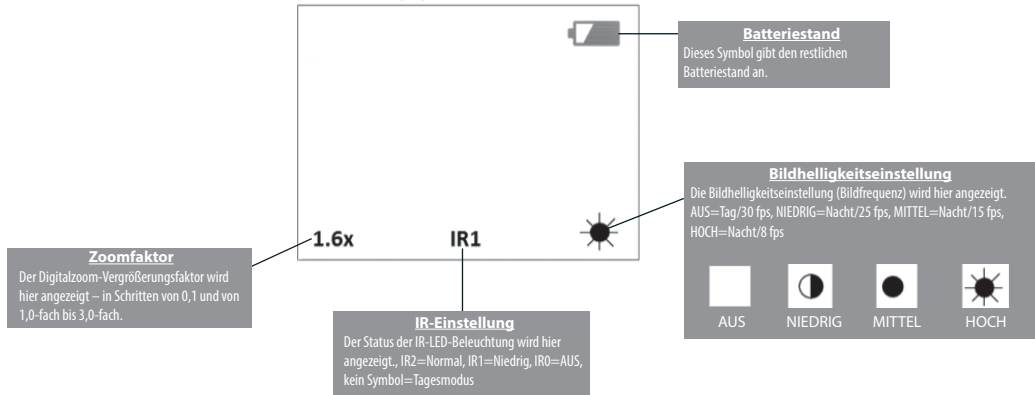 Batteriestand
Dieses Symbol gibt den restlichen
Batteriestand an.
Bildhelligkeitseinstellung
Die Bildhelligkeitseinstellung (Bildfrequenz) wird hier angezeigt.
AUS=Tag/30 fps, NIEDRIG=Nacht/25 fps, MITTEL=Nacht/15 fps,
HOCH=Nacht/8 fps
AUS NIEDRIG MITTEL HOCH
1.6x IR1
Zoomfaktor
Der Digitalzoom-Vergrößerungsfaktor wird
hier angezeigt – in Schritten von 0,1 und von
1,0-fach bis 3,0-fach.
IR-Einstellung
Der Status der IR-LED-Beleuchtung wird hier
angezeigt., IR2=Normal, IR1=Niedrig, IR0=AUS,
kein Symbol=Tagesmodus